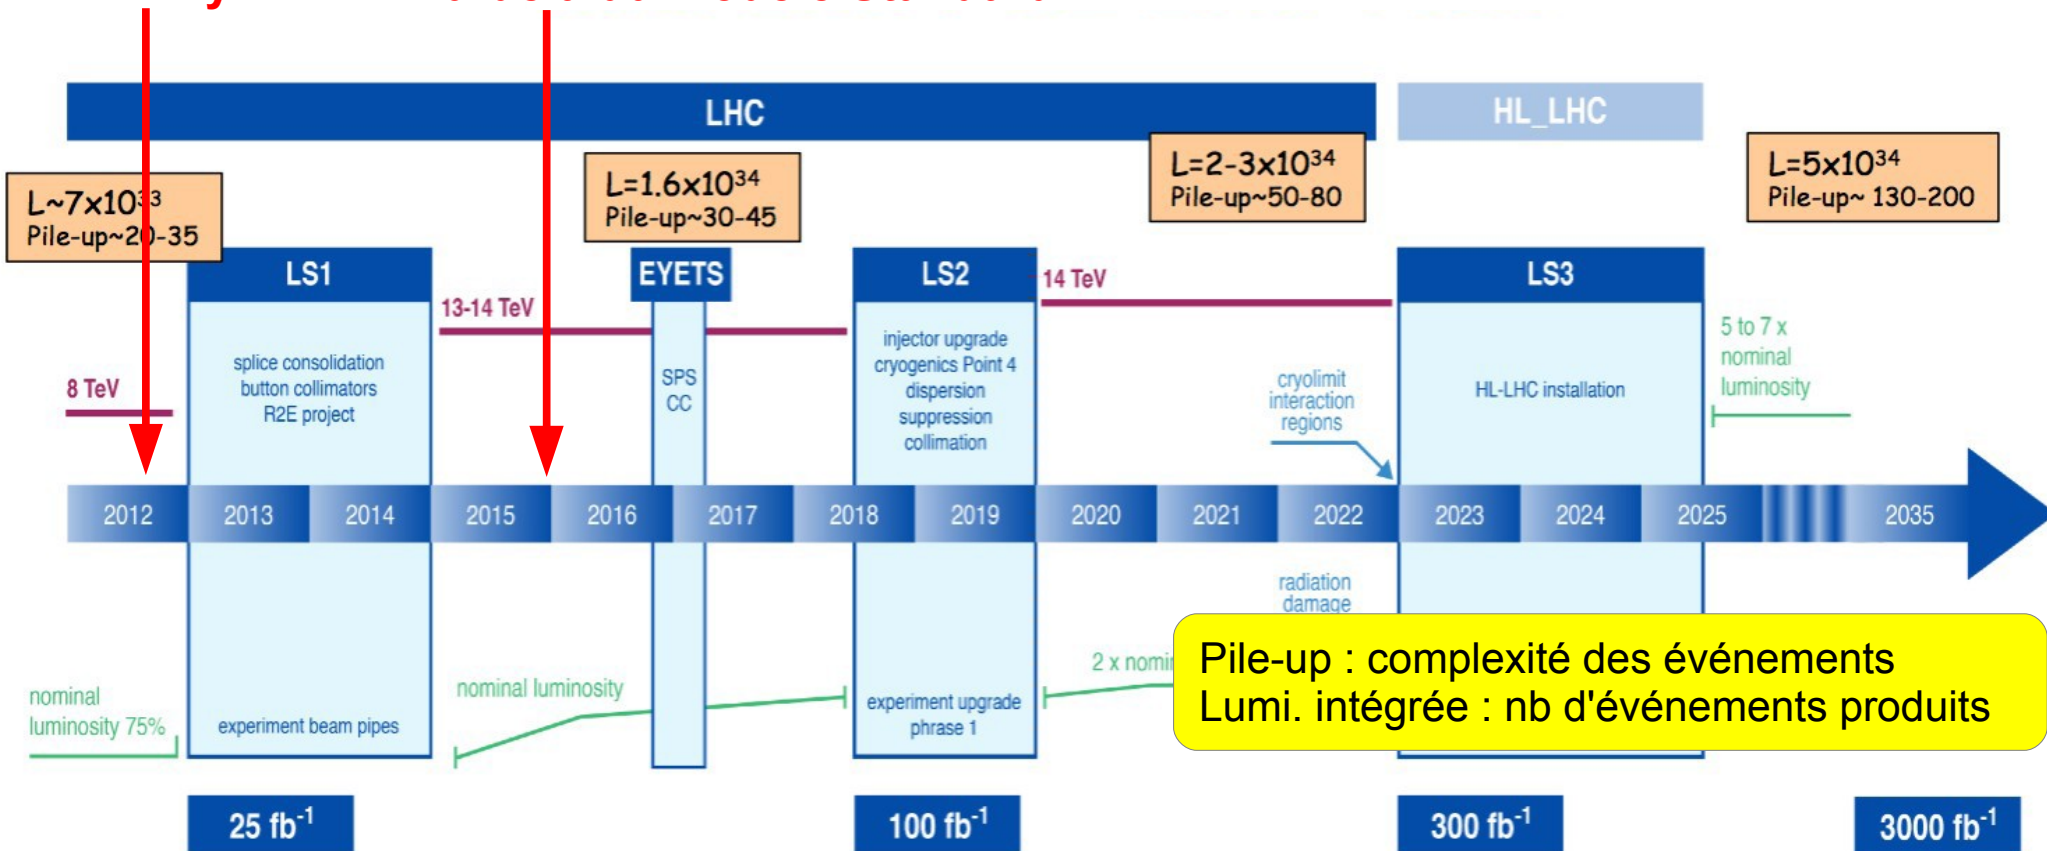 LHC
HL_LHC
L~7x10³³
Pile-up~20-35
L=1.6x10³⁴
Pile-up~30-45
L=2-3x10³⁴
Pile-up~50-80
L=5x10³⁴
Pile-up~ 130-200
LS1
EYETS
LS2
LS3
8 TeV
13-14 TeV
14 TeV
splice consolidation
button collimators
R2E project
SPS
CC
injector upgrade
cryogenics Point 4
dispersion
suppression
collimation
cryolimit
interaction
regions
HL-LHC installation
5 to 7 x
nominal
luminosity
2012
2013
2014
2015
2016
2017
2018
2019
2020
2021
2022
2023
2024
2025
2035
radiation
damage
nominal
luminosity 75%
experiment beam pipes
nominal luminosity
experiment upgrade
phrase 1
2 x
Pile-up : complexité des événements
Lumi. intégrée : nb d'événements produits
25 fb⁻¹
100 fb⁻¹
300 fb⁻¹
3000 fb⁻¹